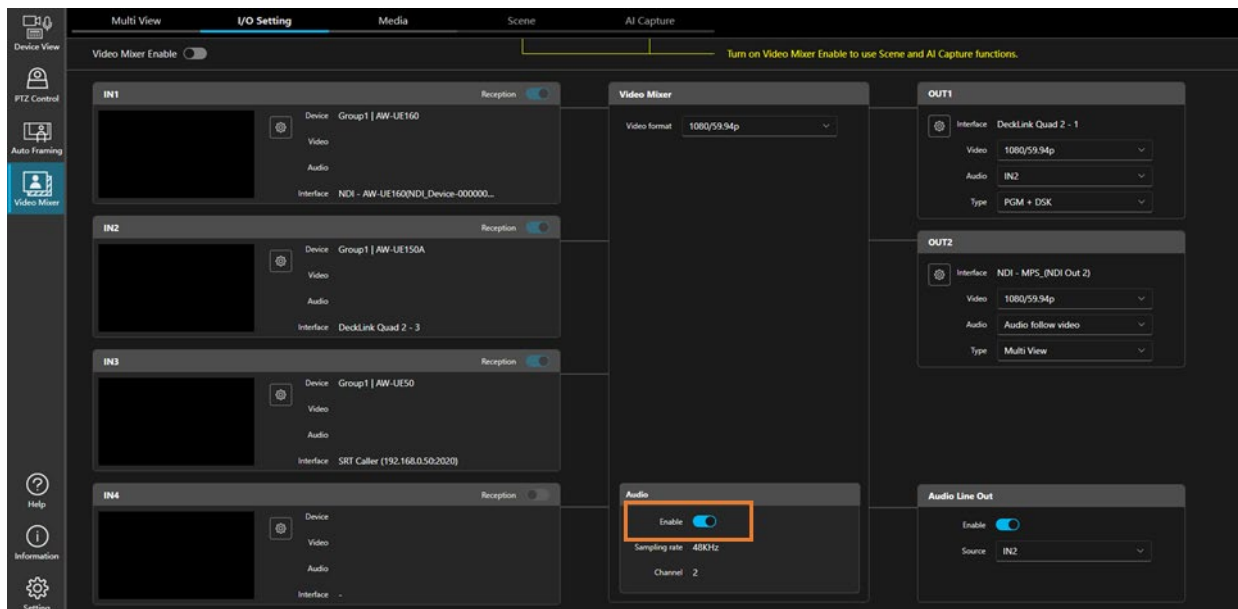 Multi View
I/O Setting
Media
Scene
AI Capture
Device View
PTZ Control
Auto Framing
Video Mixer
Help
Information
Setting
Video Mixer Enable
Turn on Video Mixer Enable to use Scene and AI Capture functions.
IN1
Reception
Device Group1 | AW-UE160
Video
Audio
Interface NDI - AW-UE160(NDI_Device-000000...
IN2
Reception
Device Group1 | AW-UE150A
Video
Audio
Interface DeckLink Quad 2 - 3
IN3
Reception
Device Group1 | AW-UE50
Video
Audio
Interface SRT Caller (192.168.0.50:2020)
IN4
Reception
Device
Video
Audio
Interface -
Video Mixer
Video format 1080/59.94p
Audio
Enable
Sampling rate 48KHz
Channel 2
OUT1
Interface DeckLink Quad 2 - 1
Video 1080/59.94p
Audio IN2
Type PGM + DSK
OUT2
Interface NDI - MPS_(NDI Out 2)
Video 1080/59.94p
Audio Audio follow video
Type Multi View
Audio Line Out
Enable
Source IN2